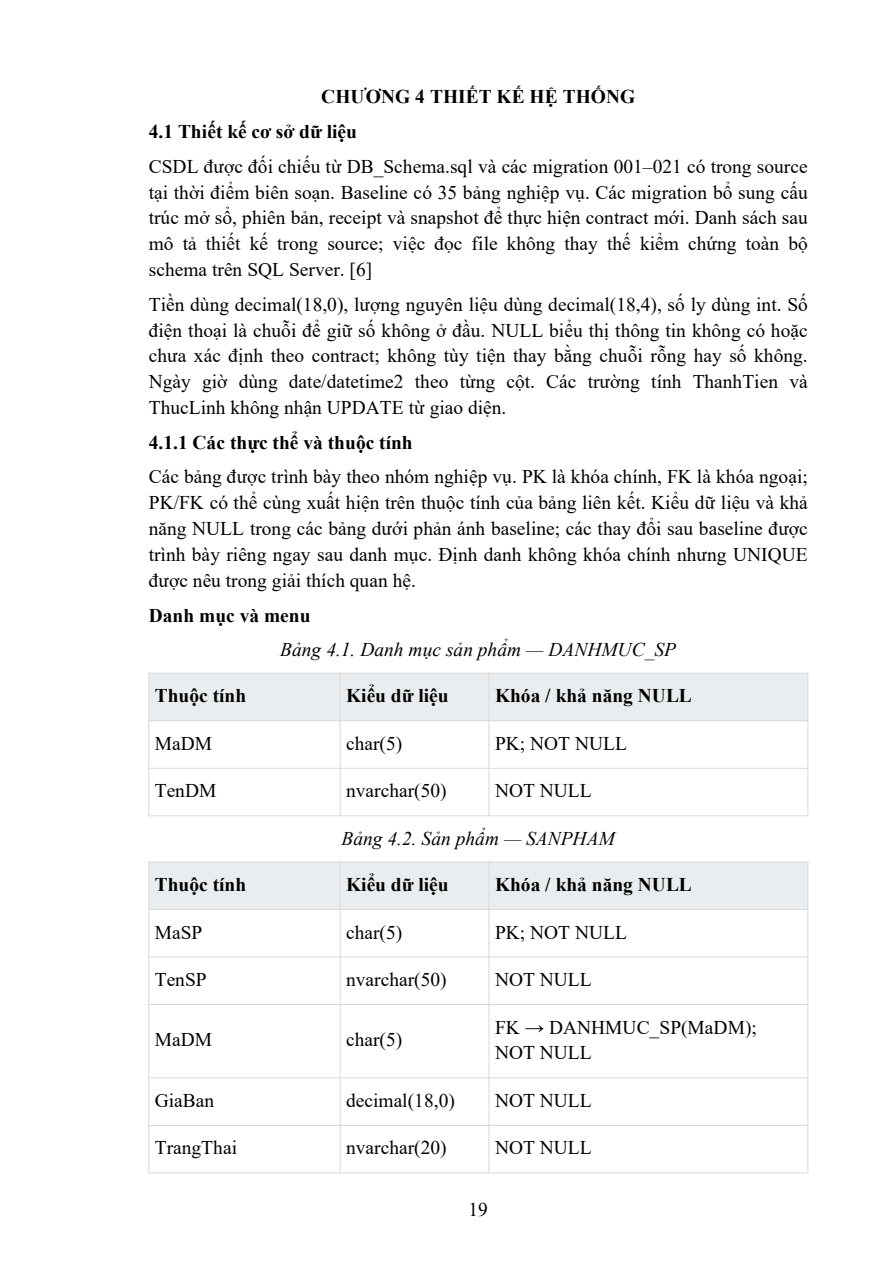 CHƯƠNG 4 THIẾT KẾ HỆ THỐNG
4.1 Thiết kế cơ sở dữ liệu
CSDL được đối chiếu từ DB_Schema.sql và các migration 001–021 có trong source
tại thời điểm biên soạn. Baseline có 35 bảng nghiệp vụ. Các migration bổ sung cấu
trúc mở sổ, phiên bản, receipt và snapshot để thực hiện contract mới. Danh sách sau
mô tả thiết kế trong source; việc đọc file không thay thế kiểm chứng toàn bộ
schema trên SQL Server. [6]
Tiền dùng decimal(18,0), lượng nguyên liệu dùng decimal(18,4), số ly dùng int. Số
điện thoại là chuỗi để giữ số không ở đầu. NULL biểu thị thông tin không có hoặc
chưa xác định theo contract; không tùy tiện thay bằng chuỗi rỗng hay số không.
Ngày giờ dùng date/datetime2 theo từng cột. Các trường tính ThanhTien và
ThucLinh không nhận UPDATE từ giao diện.
4.1.1 Các thực thể và thuộc tính
Các bảng được trình bày theo nhóm nghiệp vụ. PK là khóa chính, FK là khóa ngoại;
PK/FK có thể cùng xuất hiện trên thuộc tính của bảng liên kết. Kiểu dữ liệu và khả
năng NULL trong các bảng dưới phản ánh baseline; các thay đổi sau baseline được
trình bày riêng ngay sau danh mục. Định danh không khóa chính nhưng UNIQUE
được nêu trong giải thích quan hệ.
Danh mục và menu
Bảng 4.1. Danh mục sản phẩm — DANHMUC_SP
Thuộc tính Kiểu dữ liệu Khóa / khả năng NULL
MaDM char(5) PK; NOT NULL
TenDM nvarchar(50) NOT NULL
Bảng 4.2. Sản phẩm — SANPHAM
Thuộc tính Kiểu dữ liệu Khóa / khả năng NULL
MaSP char(5) PK; NOT NULL
TenSP nvarchar(50) NOT NULL
MaDM char(5) FK → DANHMUC_SP(MaDM);
NOT NULL
GiaBan decimal(18,0) NOT NULL
TrangThai nvarchar(20) NOT NULL
19